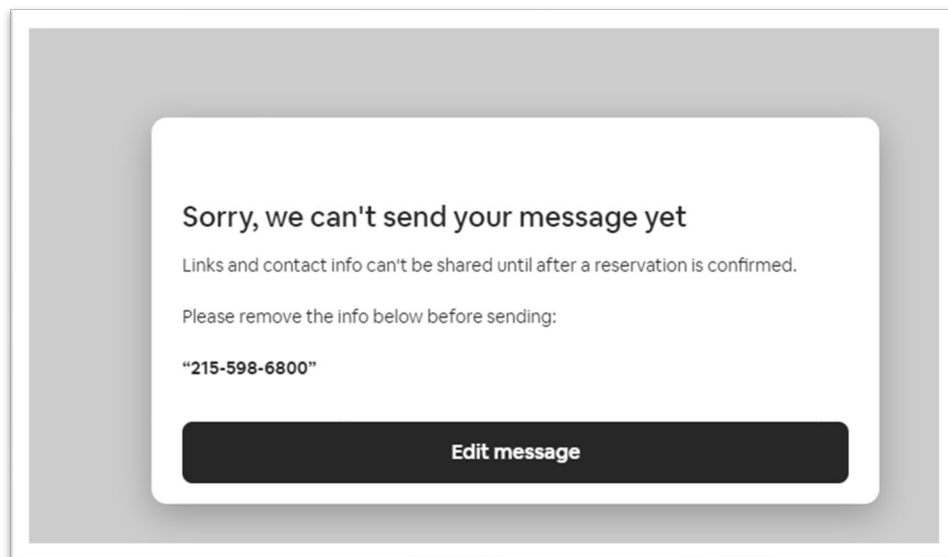 Sorry, we can't send your message yet
Links and contact info can't be shared until after a reservation is confirmed.
Please remove the info below before sending:
“215-598-6800”
Edit message